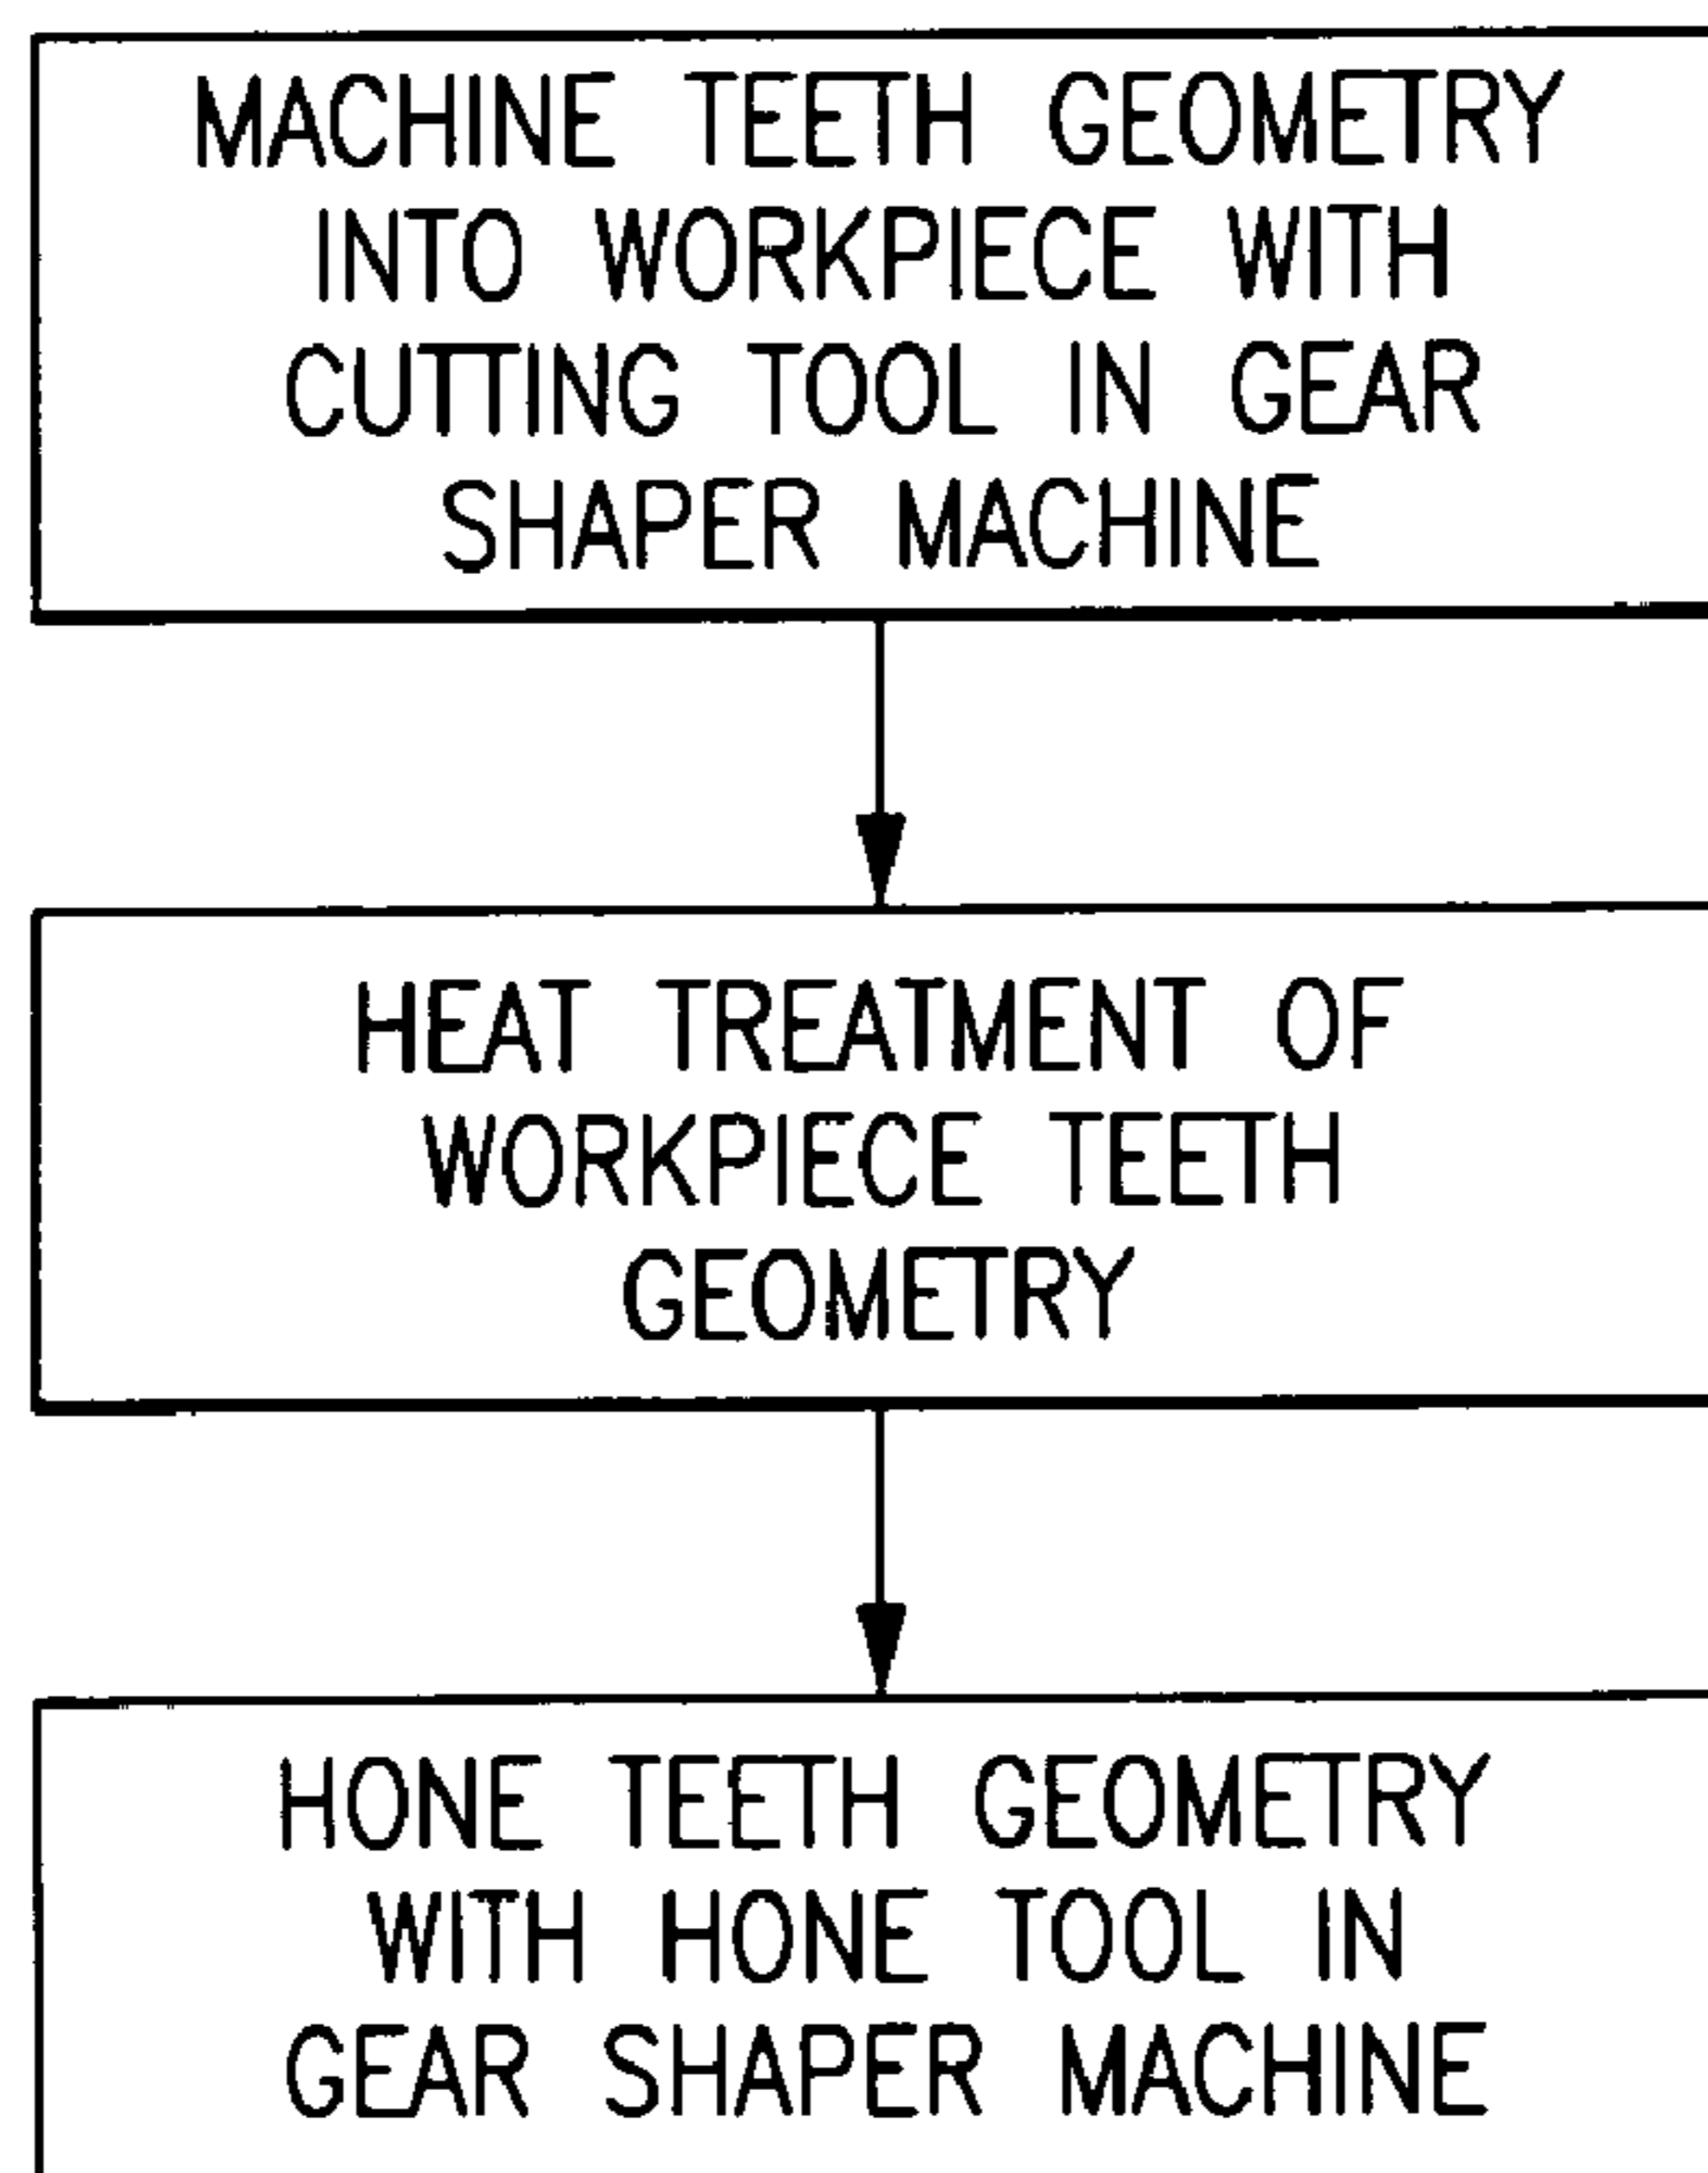 MACHINE TEETH GEOMETRY
INTO WORKPIECE WITH
CUTTING TOOL IN GEAR
SHAPER MACHINE
HEAT TREATMENT OF
WORKPIECE TEETH
GEOMETRY
HONE TEETH GEOMETRY
WITH HONE TOOL IN
GEAR SHAPER MACHINE